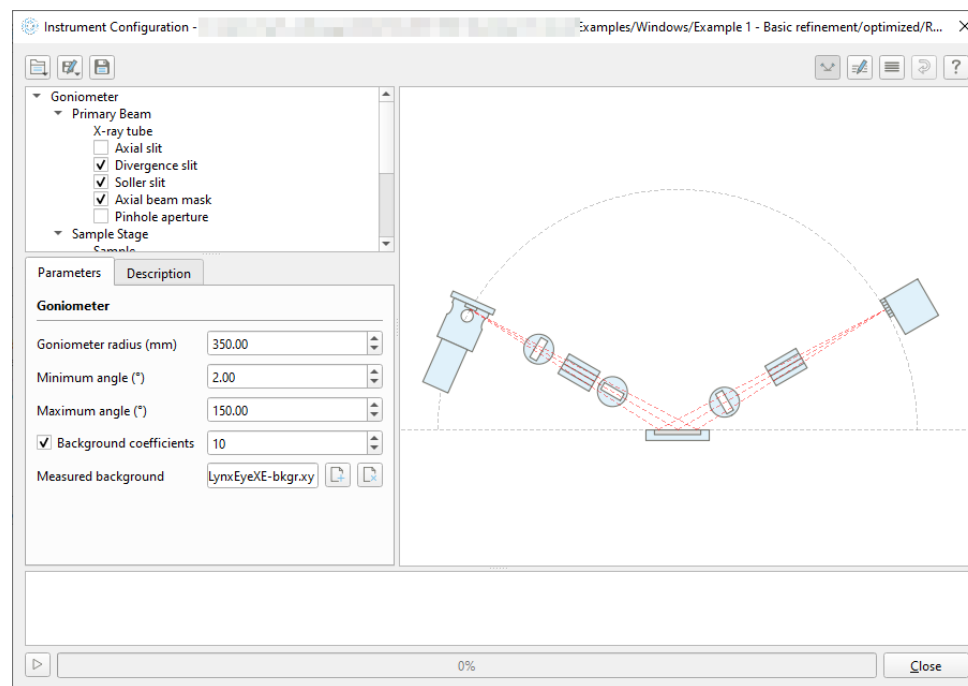 Instrument Configuration - Examples/Windows/Example 1 - Basic refinement/optimized/R...
Goniometer
Primary Beam
X-ray tube
Axial slit
Divergence slit
Soller slit
Axial beam mask
Pinhole aperture
Sample Stage
Sample
Parameters Description
Goniometer
Goniometer radius (mm) 350.00
Minimum angle (°) 2.00
Maximum angle (°) 150.00
Background coefficients 10
Measured background LynxEyeXE-bkgr.xy
0%
Close